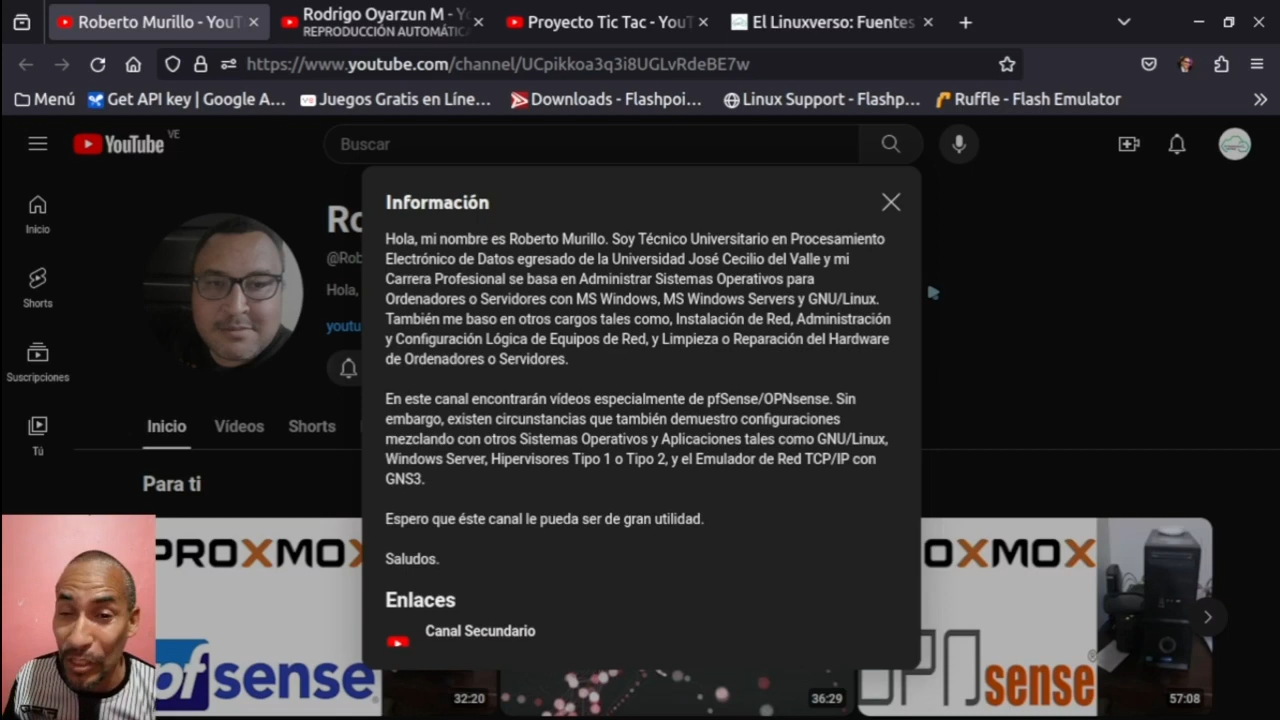 Roberto Murillo - YouT
Rodrigo Oyarzun M - Yo
REPRODUCCIÓN AUTOMÁTIC
Proyecto Tic Tac - YouT
El Linuxverso: Fuentes
https://www.youtube.com/channel/UCpikkoa3q3i8UGLvRdeBE7w
Menú
Get API key | Google A...
Juegos Gratis en Líne...
Downloads - Flashpoi...
Linux Support - Flashp...
Ruffle - Flash Emulator
YouTube VE
Buscar
Inicio
Shorts
Suscripciones
Tú
Ro
@Rob
Hola,
youtu
Inicio
Vídeos
Shorts
Para ti
Información
Hola, mi nombre es Roberto Murillo. Soy Técnico Universitario en Procesamiento
Electrónico de Datos egresado de la Universidad José Cecilio del Valle y mi
Carrera Profesional se basa en Administrar Sistemas Operativos para
Ordenadores o Servidores con MS Windows, MS Windows Servers y GNU/Linux.
También me baso en otros cargos tales como, Instalación de Red, Administración
y Configuración Lógica de Equipos de Red, y Limpieza o Reparación del Hardware
de Ordenadores o Servidores.
En este canal encontrarán vídeos especialmente de pfSense/OPNsense. Sin
embargo, existen circunstancias que también demuestro configuraciones
mezclando con otros Sistemas Operativos y Aplicaciones tales como GNU/Linux,
Windows Server, Hipervisores Tipo 1 o Tipo 2, y el Emulador de Red TCP/IP con
GNS3.
Espero que éste canal le pueda ser de gran utilidad.
Saludos.
Enlaces
Canal Secundario
PROXMOX
pfsense
32:20
36:29
OXMOX
OPNsense
57:08